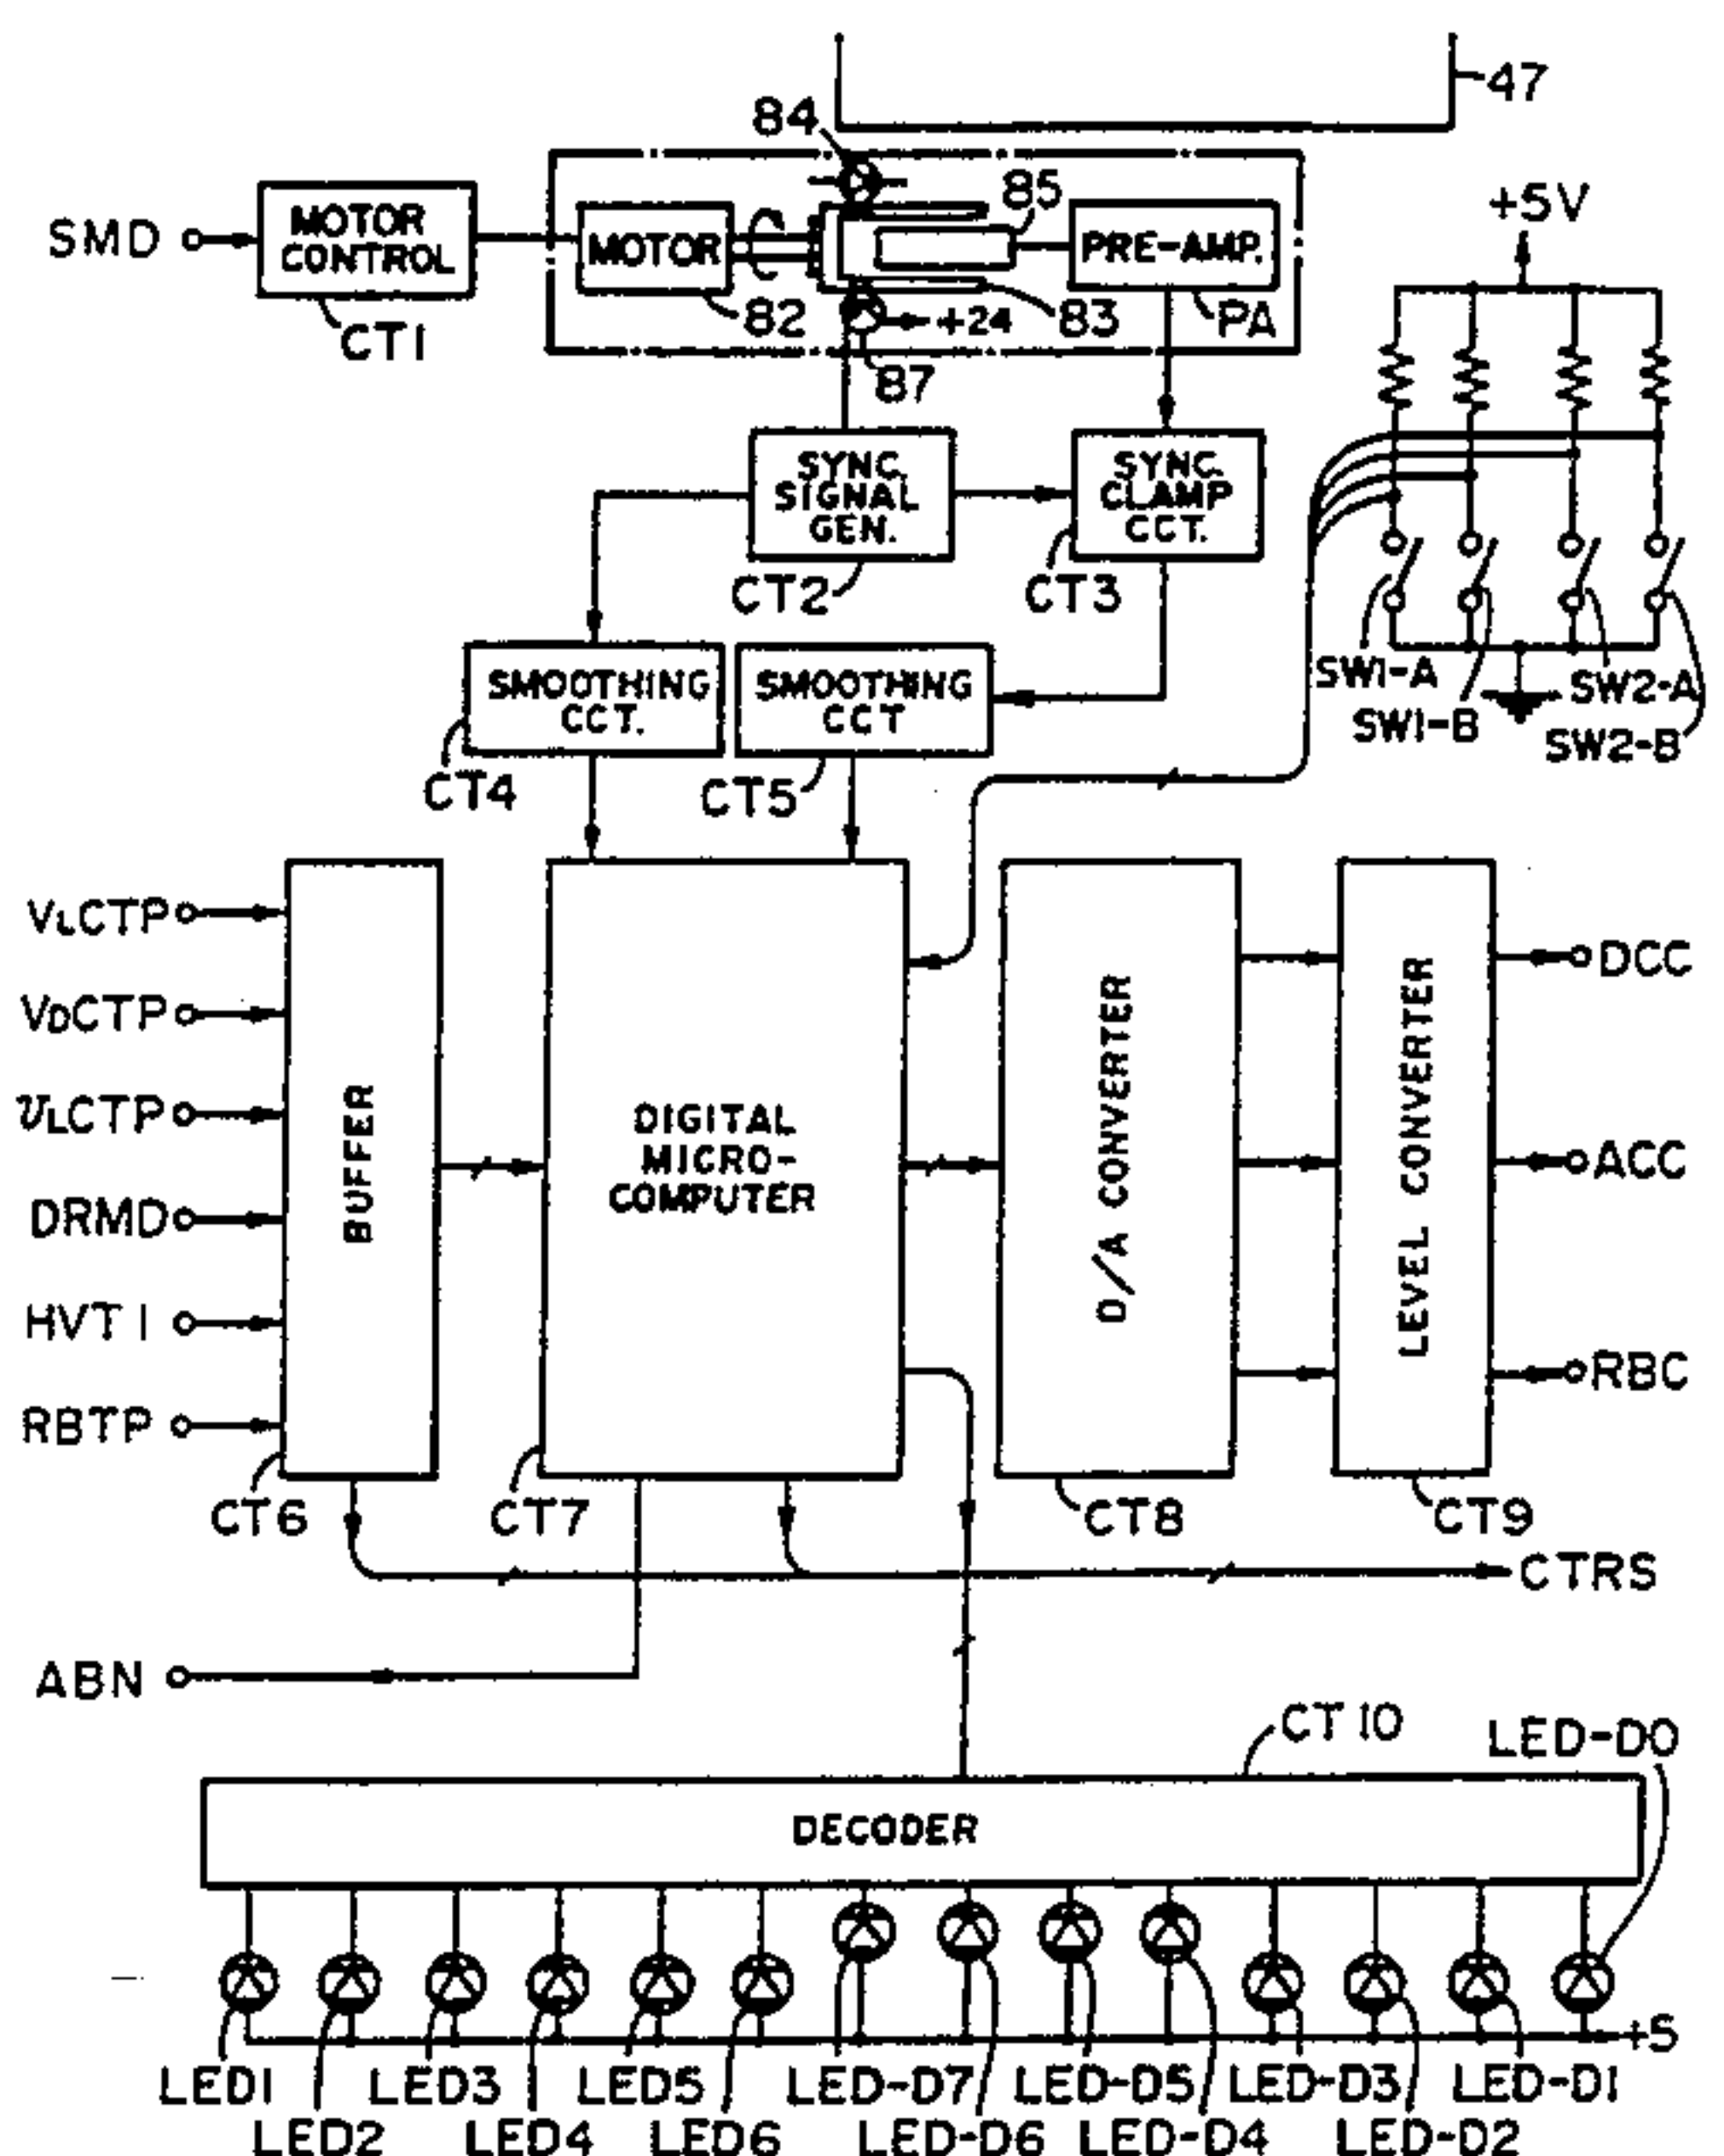 47
84
85
+5V
SMD
MOTOR
CONTROL
MOTOR
PRE-AMP.
CT1
82
+24
83
PA
87
SYNC.
SIGNAL
GEN.
SYNC.
CLAMP
CCT.
CT2
CT3
SMOOTHING
CCT.
SMOOTHING
CCT
SW1-A
SW2-A
SW1-B
SW2-B
CT4
CT5
VLCTP
VDCTP
vLCTP
DRMD
HVT1
RBTP
BUFFER
DIGITAL
MICRO-
COMPUTER
D/A CONVERTER
LEVEL CONVERTER
DCC
ACC
RBC
CT6
CT7
CT8
CT9
CTRS
ABN
CT10
LED-D0
DECODER
+5
LED1
LED3
LED5
LED-D7
LED-D5
LED-D3
LED-D1
LED2
LED4
LED6
LED-D6
LED-D4
LED-D2